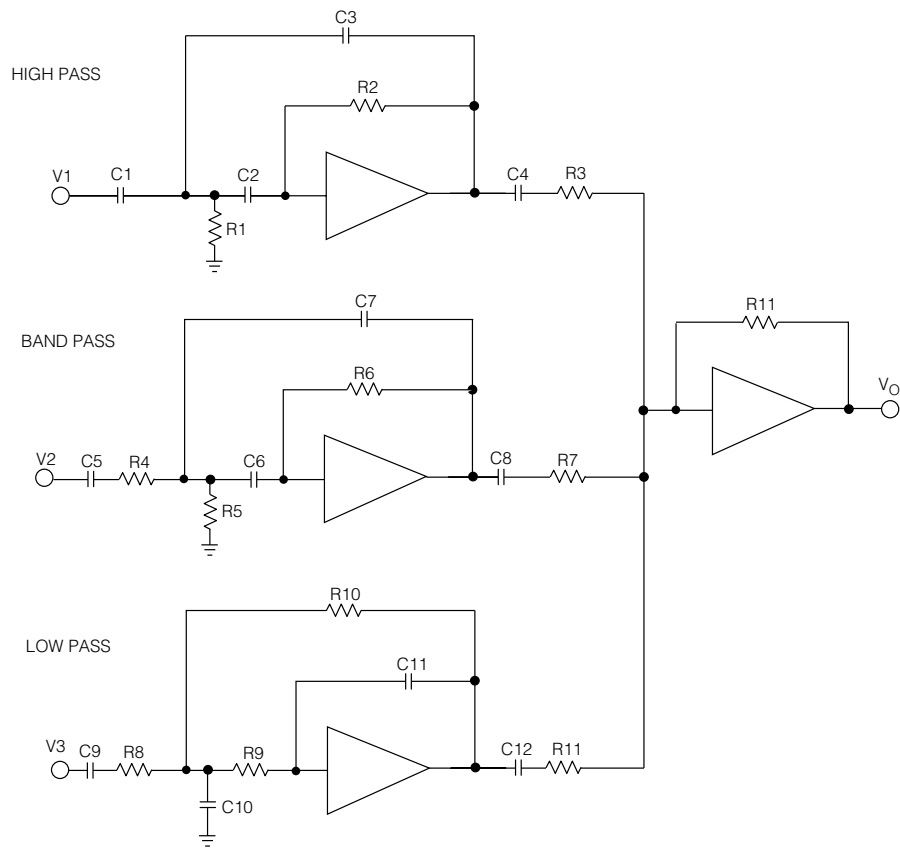 C3
HIGH PASS
R2
V1
C1
C2
C4
R3
R1
C7
R11
BAND PASS
R6
VO
V2
C5
R4
C6
C8
R7
R5
R10
LOW PASS
C11
V3
C9
R8
R9
C12
R11
C10